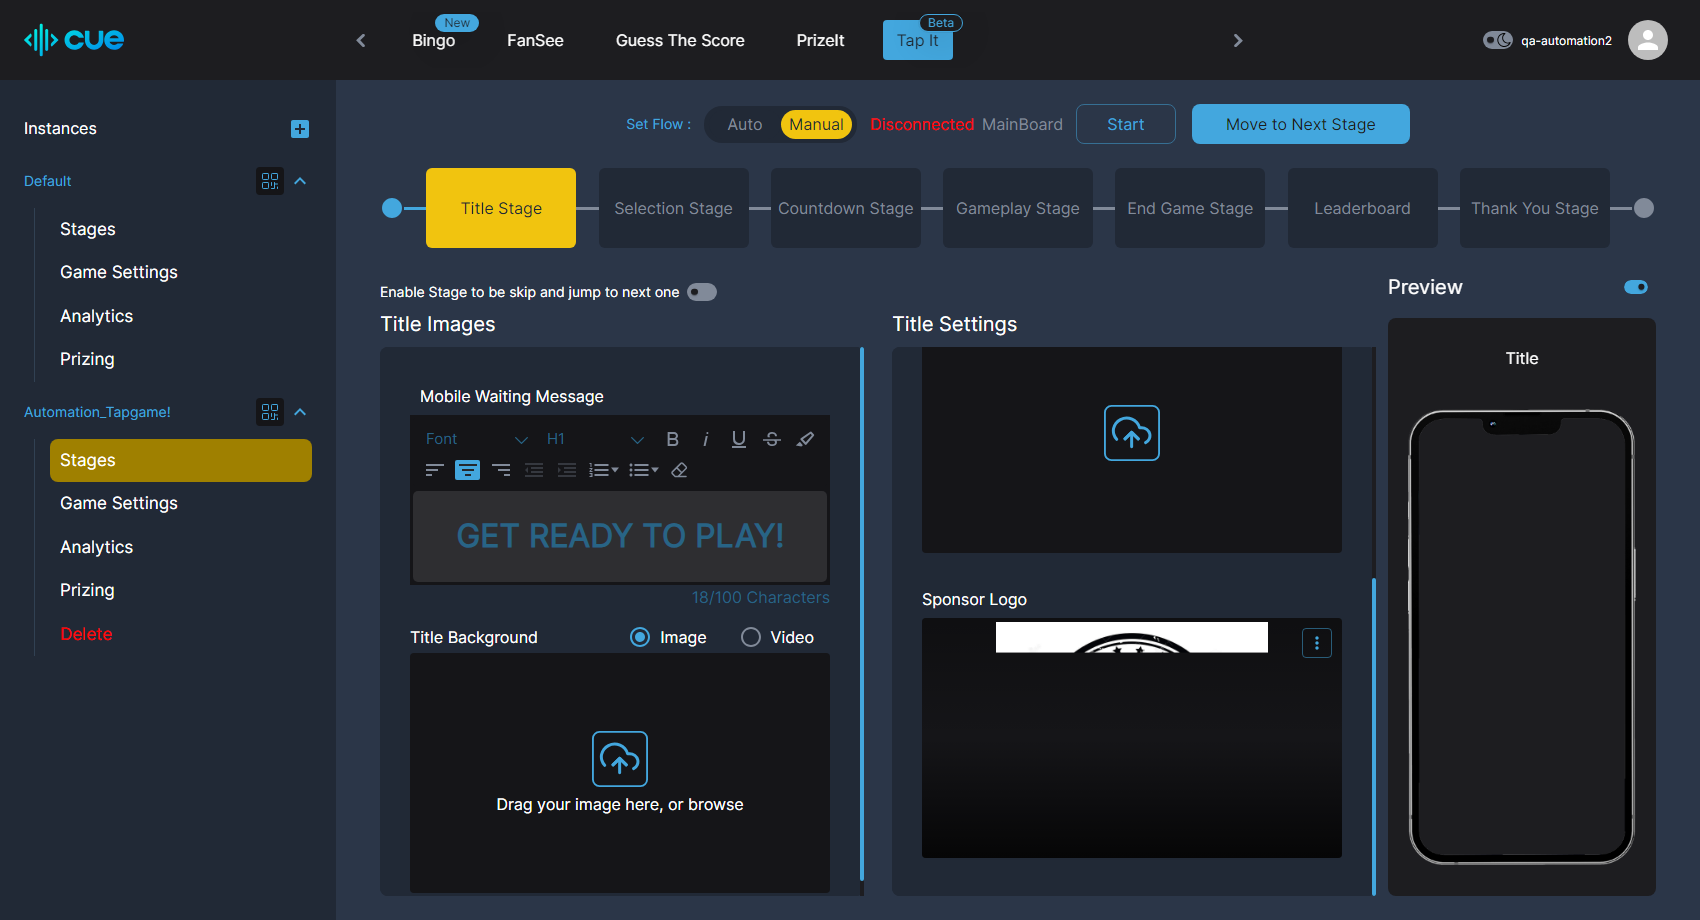 cue
Bingo
New
FanSee
Guess The Score
PrizeIt
Tap It
Beta
qa-automation2
Instances
Default
Stages
Game Settings
Analytics
Prizing
Automation_Tapgame!
Stages
Game Settings
Analytics
Prizing
Delete
Set Flow :
Auto
Manual
Disconnected MainBoard
Start
Move to Next Stage
Title Stage
Selection Stage
Countdown Stage
Gameplay Stage
End Game Stage
Leaderboard
Thank You Stage
Enable Stage to be skip and jump to next one
Title Images
Mobile Waiting Message
Font
H1
B
i
U
S
GET READY TO PLAY!
18/100 Characters
Title Background
Image
Video
Drag your image here, or browse
Title Settings
Sponsor Logo
Preview
Title